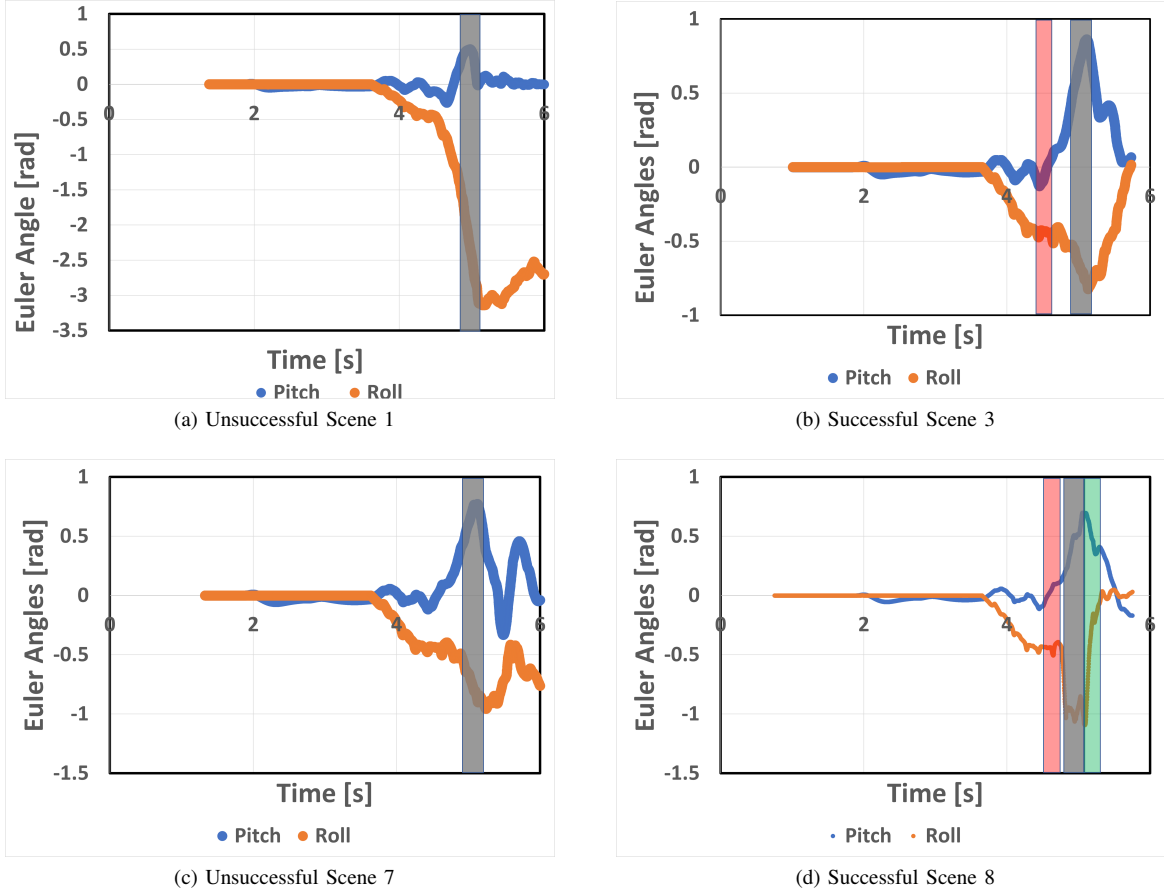 1
0.5
0
-0.5
-1
-1.5
-2
-2.5
-3
-3.5
0 2 4 6
Euler Angle [rad]
Time [s]
Pitch Roll
(a) Unsuccessful Scene 1
1
0.5
0
-0.5
-1
0 2 4 6
Euler Angles [rad]
Time [s]
Pitch Roll
(b) Successful Scene 3
1
0.5
0
-0.5
-1
-1.5
0 2 4 6
Euler Angles [rad]
Time [s]
Pitch Roll
(c) Unsuccessful Scene 7
1
0.5
0
-0.5
-1
-1.5
0 2 4 6
Euler Angles [rad]
Time [s]
Pitch Roll
(d) Successful Scene 8